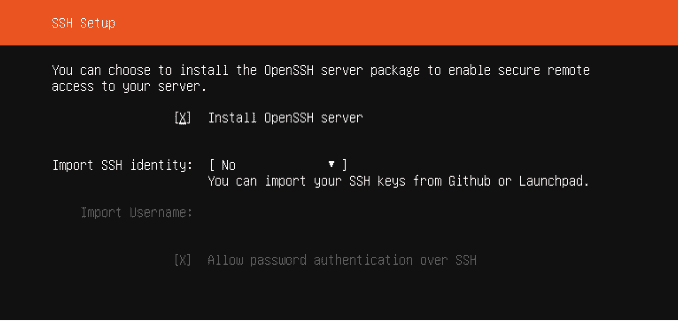 SSH Setup
You can choose to install the OpenSSH server package to enable secure remote
access to your server.
[X] Install OpenSSH server
Import SSH identity: [ No ▾ ]
You can import your SSH keys from Github or Launchpad.
Import Username:
[X] Allow password authentication over SSH